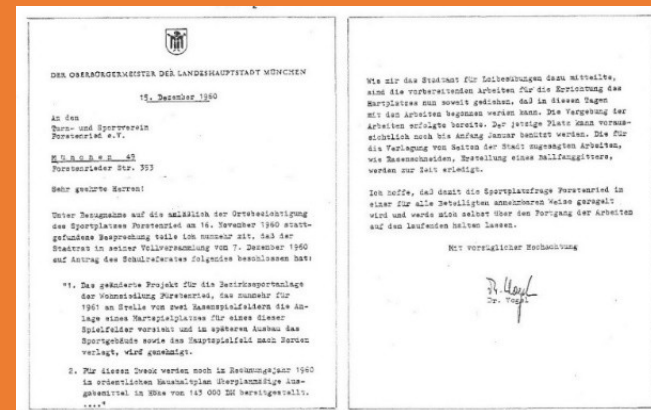 DER OBERBÜRGERMEISTER DER LANDESHAUPTSTADT MÜNCHEN
15. Dezember 1960
An den
Turn- und Sportverein
Forstenried e.V.
München 49
Forstenrieder Str. 353
Sehr geehrte Herren!
Unter Bezugnahme auf die anläßlich der Ortsbesichtigung
des Sportplatzes Forstenried am 16. November 1960 statt-
gefundene Besprechung teile ich nunmehr mit, daß der
Stadtrat in seiner Vollversammlung vom 7. Dezember 1960
auf Antrag des Schulreferates folgendes beschlossen hat:
"1. Das geänderte Projekt für die Bezirkssportanlage
der Wohnsiedlung Fürstenried, das nunmehr für
1961 an Stelle von zwei Rasenspielfeldern die An-
lage eines Hartspielplatzes für eines dieser
Spielfelder vorsieht und im späteren Ausbau das
Sportgebäude sowie das Hauptspielfeld nach Norden
verlegt, wird genehmigt.
2. Für diesen Zweck werden noch im Rechnungsjahr 1960
im ordentlichen Haushaltplan überplanmäßige Aus-
gabemittel in Höhe von 143 000 DM bereitgestellt.
...."
Wie mir das Stadtamt für Leibesübungen dazu mitteilte,
sind die vorbereitenden Arbeiten für die Errichtung des
Hartplatzes nun soweit gediehen, daß in diesen Tagen
mit den Arbeiten begonnen werden kann. Die Vergebung der
Arbeiten erfolgte bereits. Der jetzige Platz kann voraus-
sichtlich noch bis Anfang Januar benützt werden. Die für
die Verlagung von Seiten der Stadt zugesagten Arbeiten,
wie Rasenschneiden, Erstellung eines Ballfanggitters,
werden zur Zeit erledigt.
Ich hoffe, daß damit die Sportplatzfrage Forstenried in
einer für alle Beteiligten annehmbaren Weise geregelt
wird und werde mich selbst über den Fortgang der Arbeiten
auf den laufenden halten lassen.
Mit vorzüglicher Hochachtung
Dr. Vogel
Dr. Vogel